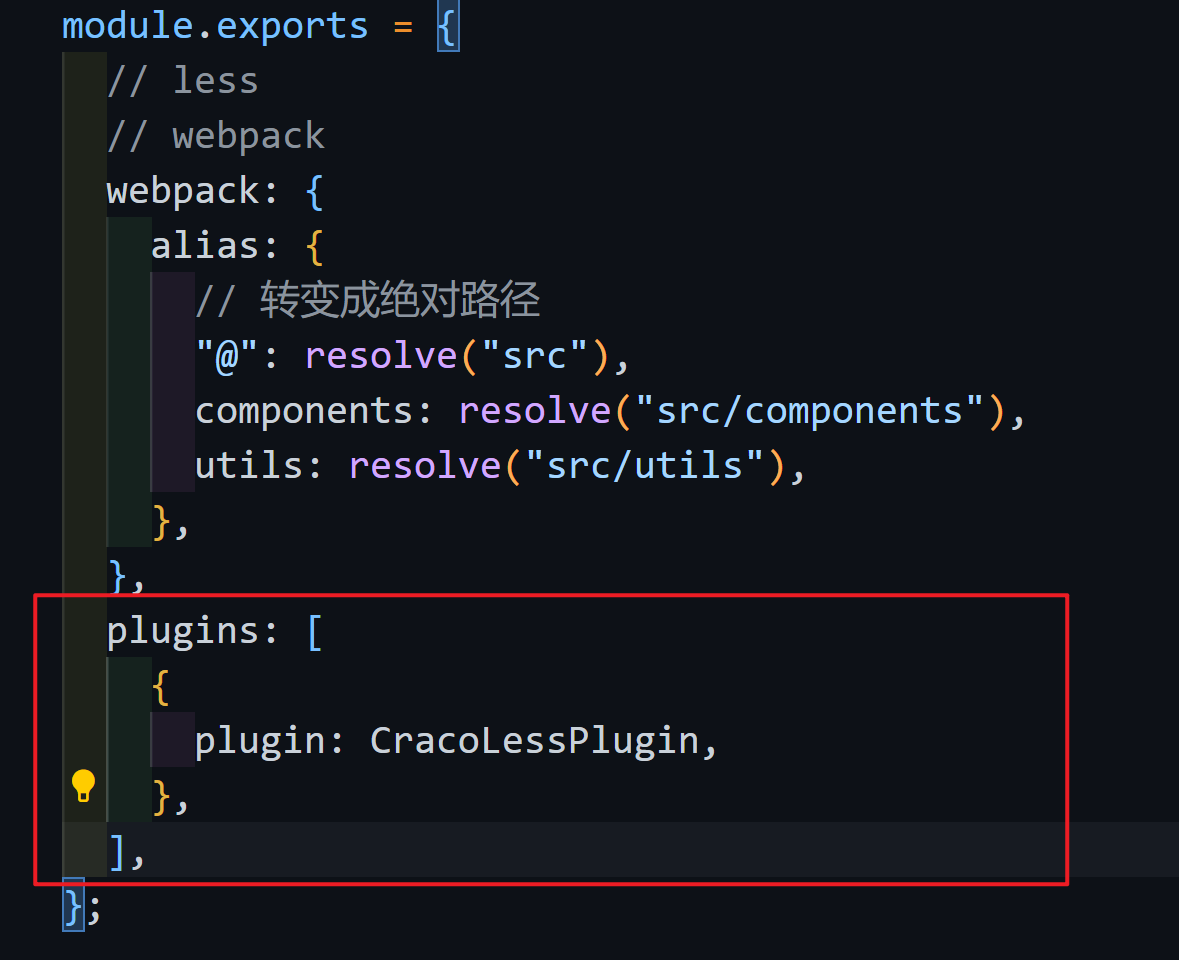 module.exports = {
  // less
  // webpack
  webpack: {
    alias: {
      // 转变成绝对路径
      "@": resolve("src"),
      components: resolve("src/components"),
      utils: resolve("src/utils"),
    },
  },
  plugins: [
    {
      plugin: CracoLessPlugin,
    },
  ],
};